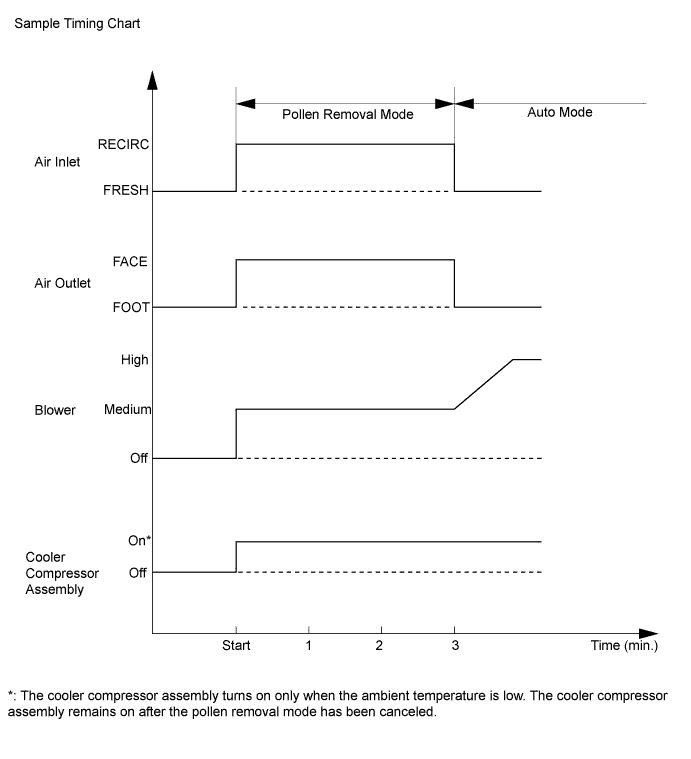 Sample Timing Chart
Pollen Removal Mode
Auto Mode
RECIRC
Air Inlet
FRESH
FACE
Air Outlet
FOOT
High
Blower
Medium
Off
On*
Cooler
Compressor
Assembly
Off
Start
1
2
3
Time (min.)
*: The cooler compressor assembly turns on only when the ambient temperature is low. The cooler compressor
assembly remains on after the pollen removal mode has been canceled.